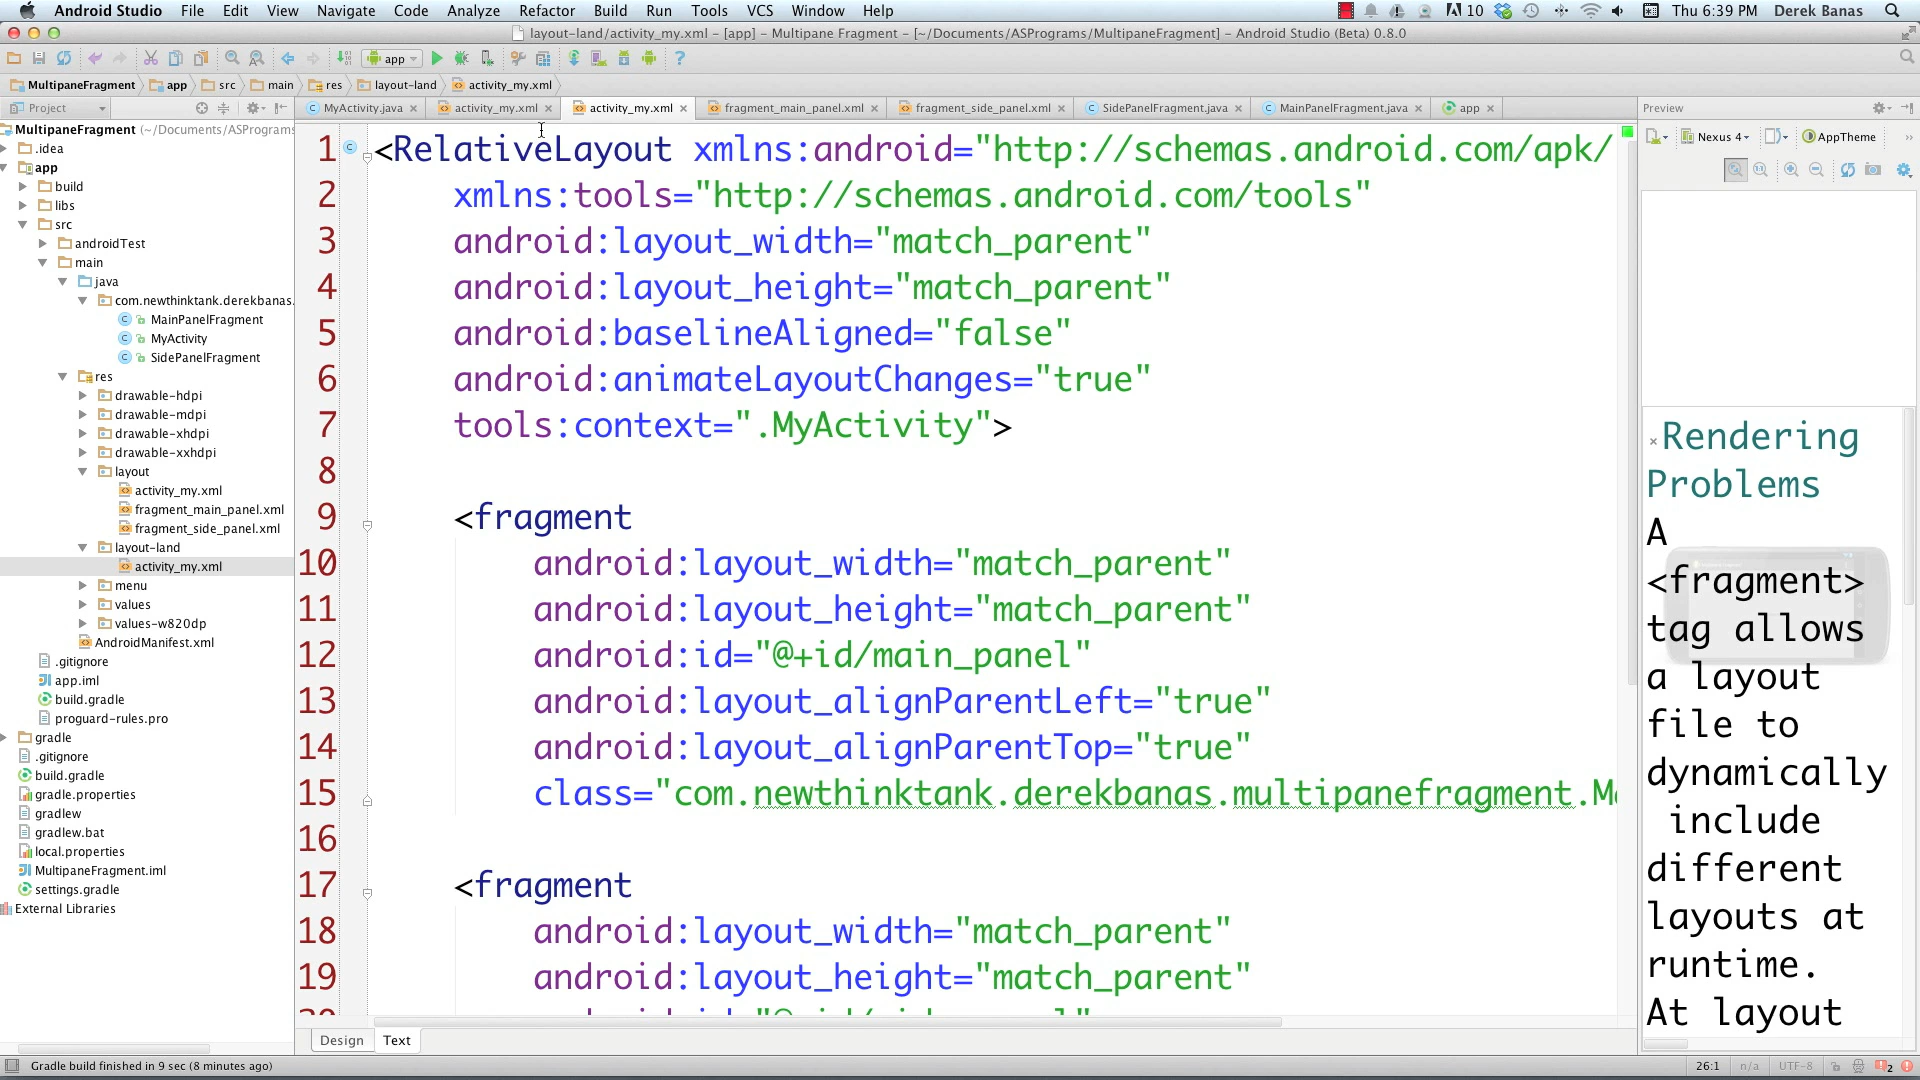 Android Studio File Edit View Navigate Code Analyze Refactor Build Run Tools VCS Window Help 10 Thu 6:39 PM Derek Banas
layout-land/activity_my.xml - [app] - Multipane Fragment - [~/Documents/ASPrograms/MultipaneFragment] - Android Studio (Beta) 0.8.0
app
MultipaneFragment app src main res layout-land activity_my.xml
Project
MyActivity.java activity_my.xml activity_my.xml fragment_main_panel.xml fragment_side_panel.xml SidePanelFragment.java MainPanelFragment.java app
Preview
MultipaneFragment (~/Documents/ASPrograms
.idea
app
build
libs
src
androidTest
main
java
com.newthinktank.derekbanas.
MainPanelFragment
MyActivity
SidePanelFragment
res
drawable-hdpi
drawable-mdpi
drawable-xhdpi
drawable-xxhdpi
layout
activity_my.xml
fragment_main_panel.xml
fragment_side_panel.xml
layout-land
activity_my.xml
menu
values
values-w820dp
AndroidManifest.xml
.gitignore
app.iml
build.gradle
proguard-rules.pro
gradle
.gitignore
build.gradle
gradle.properties
gradlew
gradlew.bat
local.properties
MultipaneFragment.iml
settings.gradle
External Libraries
1 <RelativeLayout xmlns:android="http://schemas.android.com/apk/
2 xmlns:tools="http://schemas.android.com/tools"
3 android:layout_width="match_parent"
4 android:layout_height="match_parent"
5 android:baselineAligned="false"
6 android:animateLayoutChanges="true"
7 tools:context=".MyActivity">
8
9 <fragment
10 android:layout_width="match_parent"
11 android:layout_height="match_parent"
12 android:id="@+id/main_panel"
13 android:layout_alignParentLeft="true"
14 android:layout_alignParentTop="true"
15 class="com.newthinktank.derekbanas.multipanefragment.M
16
17 <fragment
18 android:layout_width="match_parent"
19 android:layout_height="match_parent"
Design Text
Nexus 4 AppTheme
Rendering
Problems
A
<fragment>
tag allows
a layout
file to
dynamically
include
different
layouts at
runtime.
At layout
Gradle build finished in 9 sec (8 minutes ago)
26:1 n/a UTF-8 2